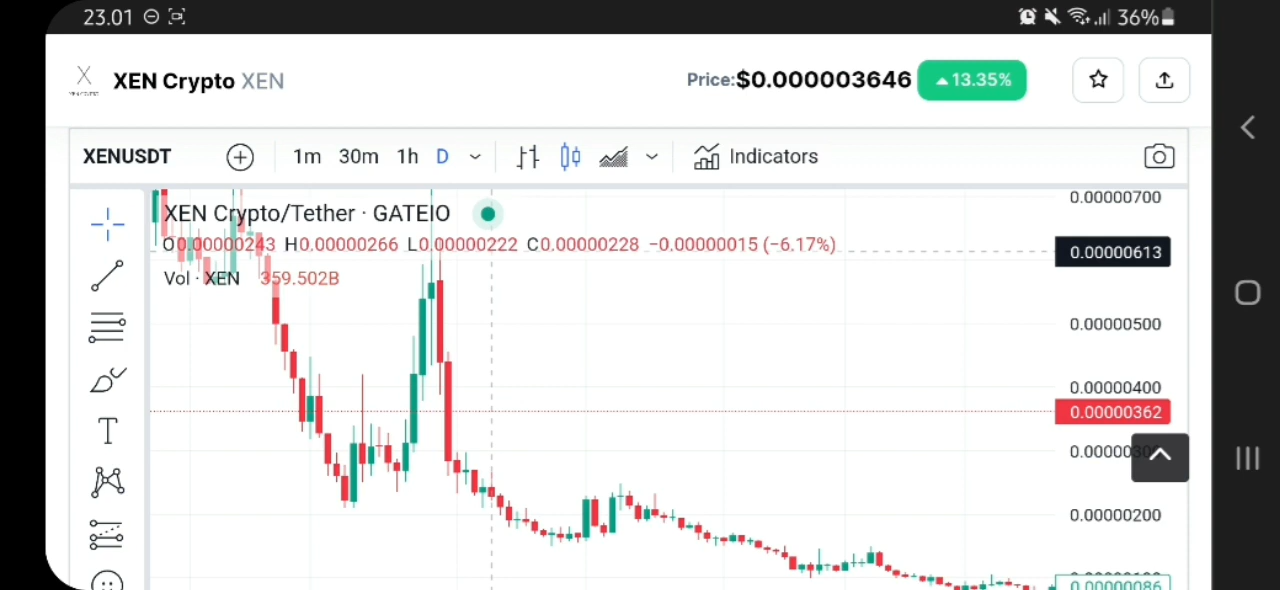 23.01 36%
XEN Crypto XEN Price:$0.000003646 13.35%
XENUSDT 1m 30m 1h D Indicators
XEN Crypto/Tether · GATEIO
O0.00000243 H0.00000266 L0.00000222 C0.00000228 −0.00000015 (−6.17%)
Vol · XEN 359.502B
0.00000700
0.00000613
0.00000500
0.00000400
0.00000362
0.00000200
0.00000086
T